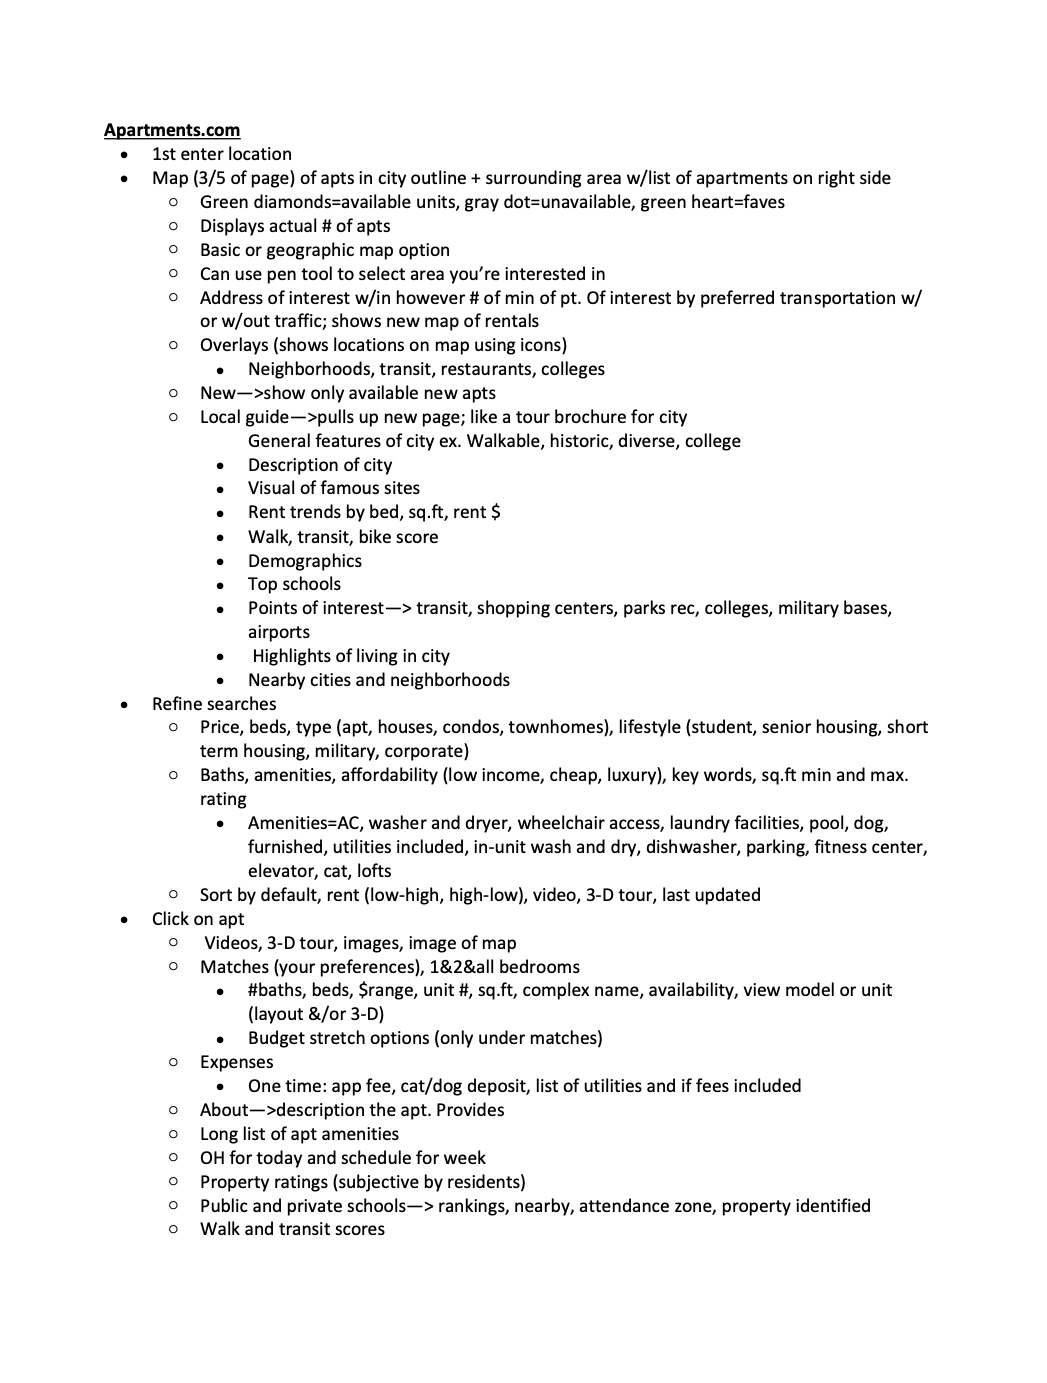 Apartments.com
• 1st enter location
• Map (3/5 of page) of apts in city outline + surrounding area w/list of apartments on right side
o Green diamonds=available units, gray dot=unavailable, green heart=faves
o Displays actual # of apts
o Basic or geographic map option
o Can use pen tool to select area you’re interested in
o Address of interest w/in however # of min of pt. Of interest by preferred transportation w/
or w/out traffic; shows new map of rentals
o Overlays (shows locations on map using icons)
• Neighborhoods, transit, restaurants, colleges
o New—>show only available new apts
o Local guide—>pulls up new page; like a tour brochure for city
General features of city ex. Walkable, historic, diverse, college
• Description of city
• Visual of famous sites
• Rent trends by bed, sq.ft, rent $
• Walk, transit, bike score
• Demographics
• Top schools
• Points of interest—> transit, shopping centers, parks rec, colleges, military bases,
airports
• Highlights of living in city
• Nearby cities and neighborhoods
• Refine searches
o Price, beds, type (apt, houses, condos, townhomes), lifestyle (student, senior housing, short
term housing, military, corporate)
o Baths, amenities, affordability (low income, cheap, luxury), key words, sq.ft min and max.
rating
• Amenities=AC, washer and dryer, wheelchair access, laundry facilities, pool, dog,
furnished, utilities included, in-unit wash and dry, dishwasher, parking, fitness center,
elevator, cat, lofts
o Sort by default, rent (low-high, high-low), video, 3-D tour, last updated
• Click on apt
o Videos, 3-D tour, images, image of map
o Matches (your preferences), 1&2&all bedrooms
• #baths, beds, $range, unit #, sq.ft, complex name, availability, view model or unit
(layout &/or 3-D)
• Budget stretch options (only under matches)
o Expenses
• One time: app fee, cat/dog deposit, list of utilities and if fees included
o About—>description the apt. Provides
o Long list of apt amenities
o OH for today and schedule for week
o Property ratings (subjective by residents)
o Public and private schools—> rankings, nearby, attendance zone, property identified
o Walk and transit scores